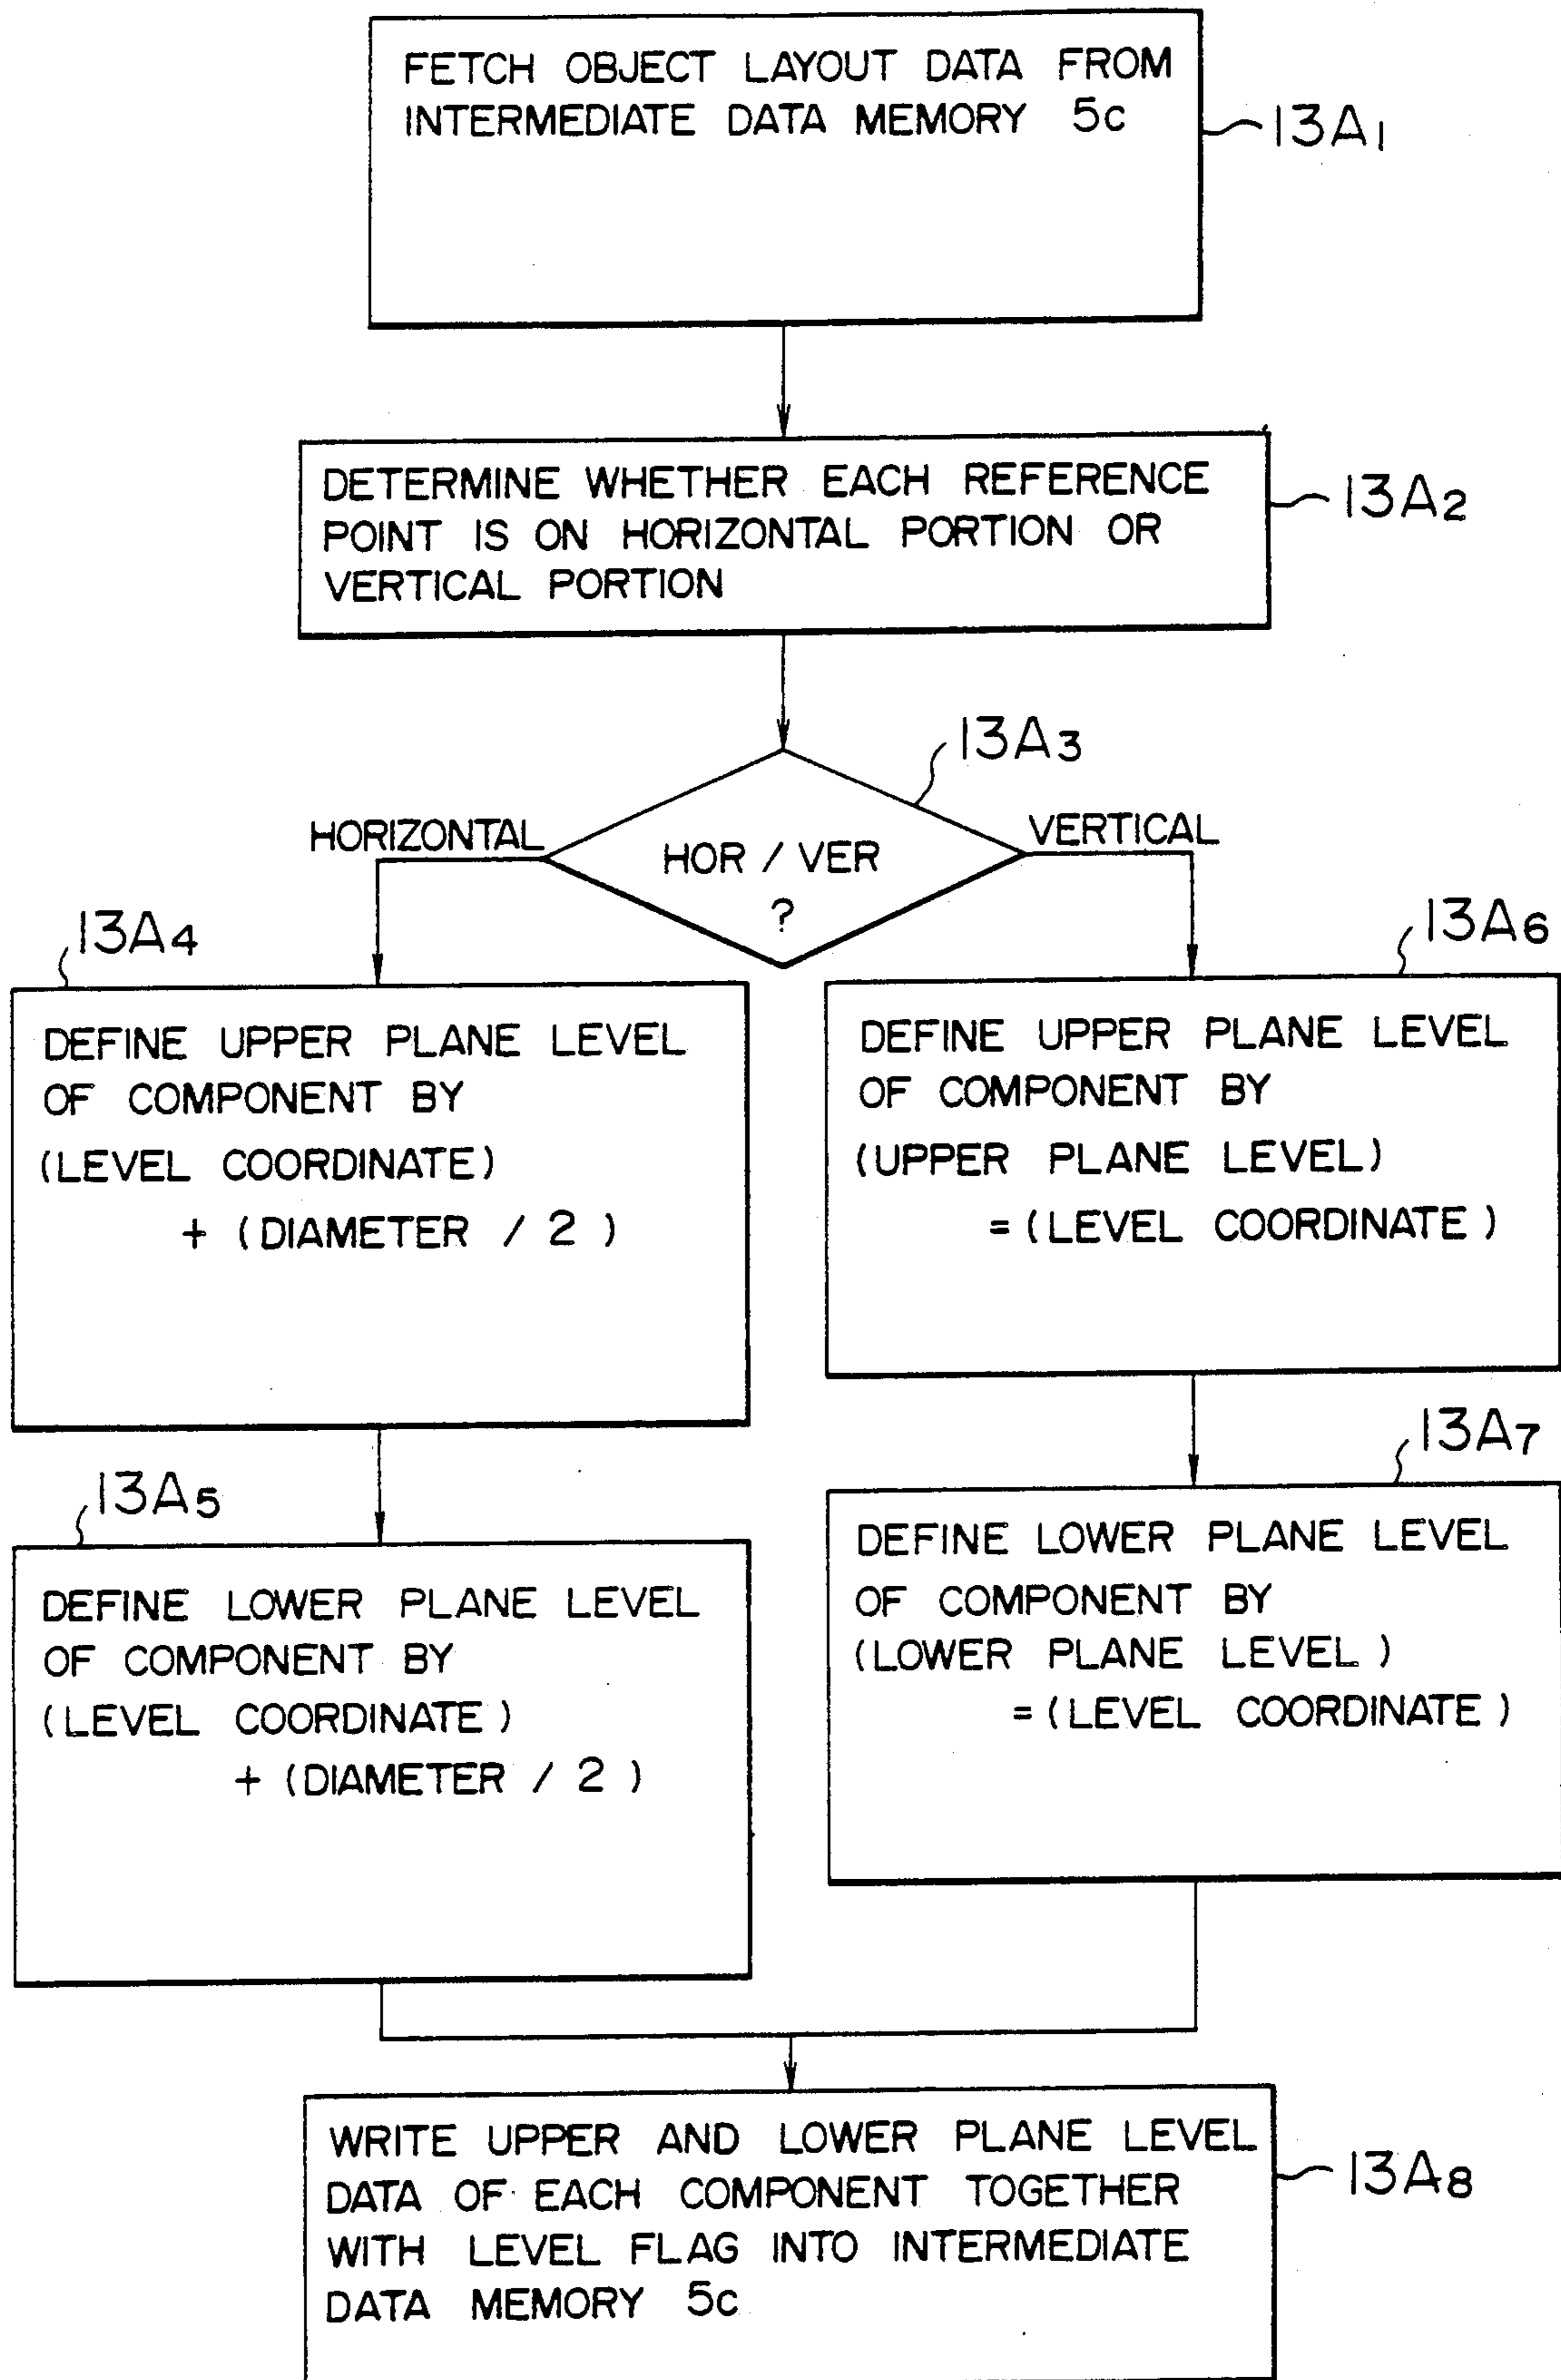 FETCH OBJECT LAYOUT DATA FROM
INTERMEDIATE DATA MEMORY 5c
13A1
DETERMINE WHETHER EACH REFERENCE
POINT IS ON HORIZONTAL PORTION OR
VERTICAL PORTION
13A2
13A3
HORIZONTAL
HOR / VER
?
VERTICAL
13A4
DEFINE UPPER PLANE LEVEL
OF COMPONENT BY
(LEVEL COORDINATE)
+ (DIAMETER / 2 )
13A6
DEFINE UPPER PLANE LEVEL
OF COMPONENT BY
(UPPER PLANE LEVEL)
= (LEVEL COORDINATE )
13A5
DEFINE LOWER PLANE LEVEL
OF COMPONENT BY
(LEVEL COORDINATE )
+ (DIAMETER / 2 )
13A7
DEFINE LOWER PLANE LEVEL
OF COMPONENT BY
(LOWER PLANE LEVEL )
= (LEVEL COORDINATE )
WRITE UPPER AND LOWER PLANE LEVEL
DATA OF EACH COMPONENT TOGETHER
WITH LEVEL FLAG INTO INTERMEDIATE
DATA MEMORY 5c
13A8